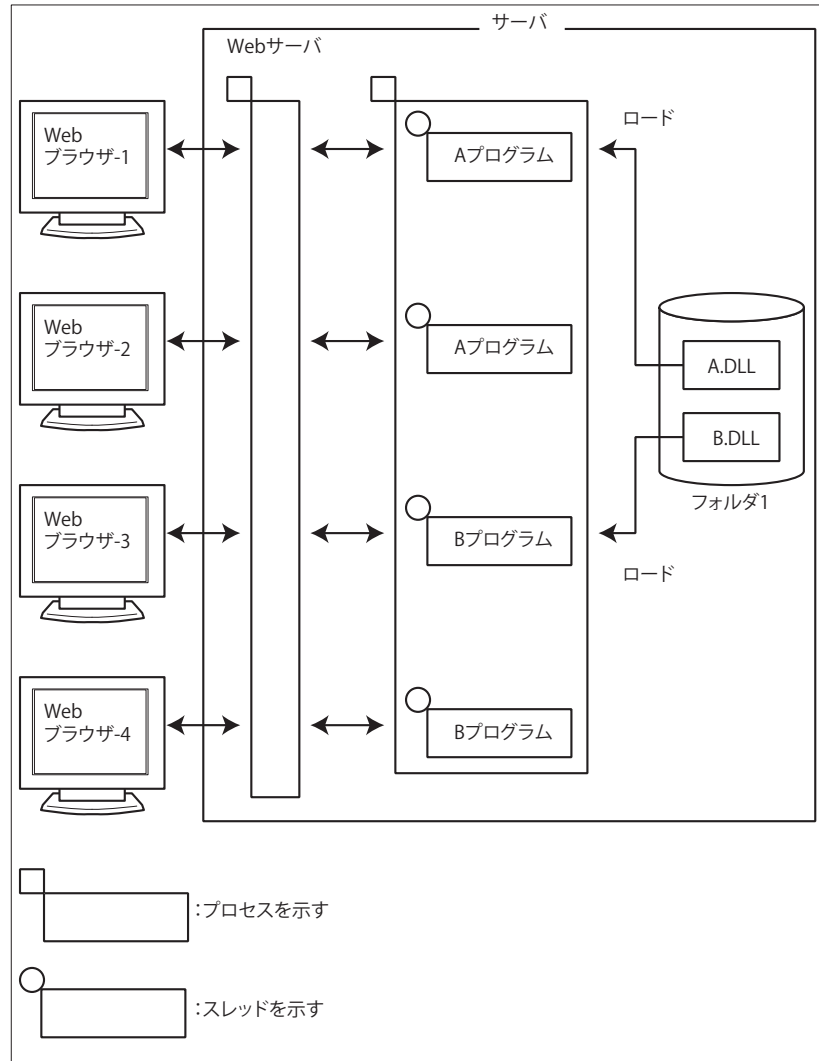 サーバ
Webサーバ
Web
ブラウザ-1
Aプログラム
ロード
Web
ブラウザ-2
Aプログラム
A.DLL
B.DLL
フォルダ1
Web
ブラウザ-3
Bプログラム
ロード
Web
ブラウザ-4
Bプログラム
:プロセスを示す
:スレッドを示す